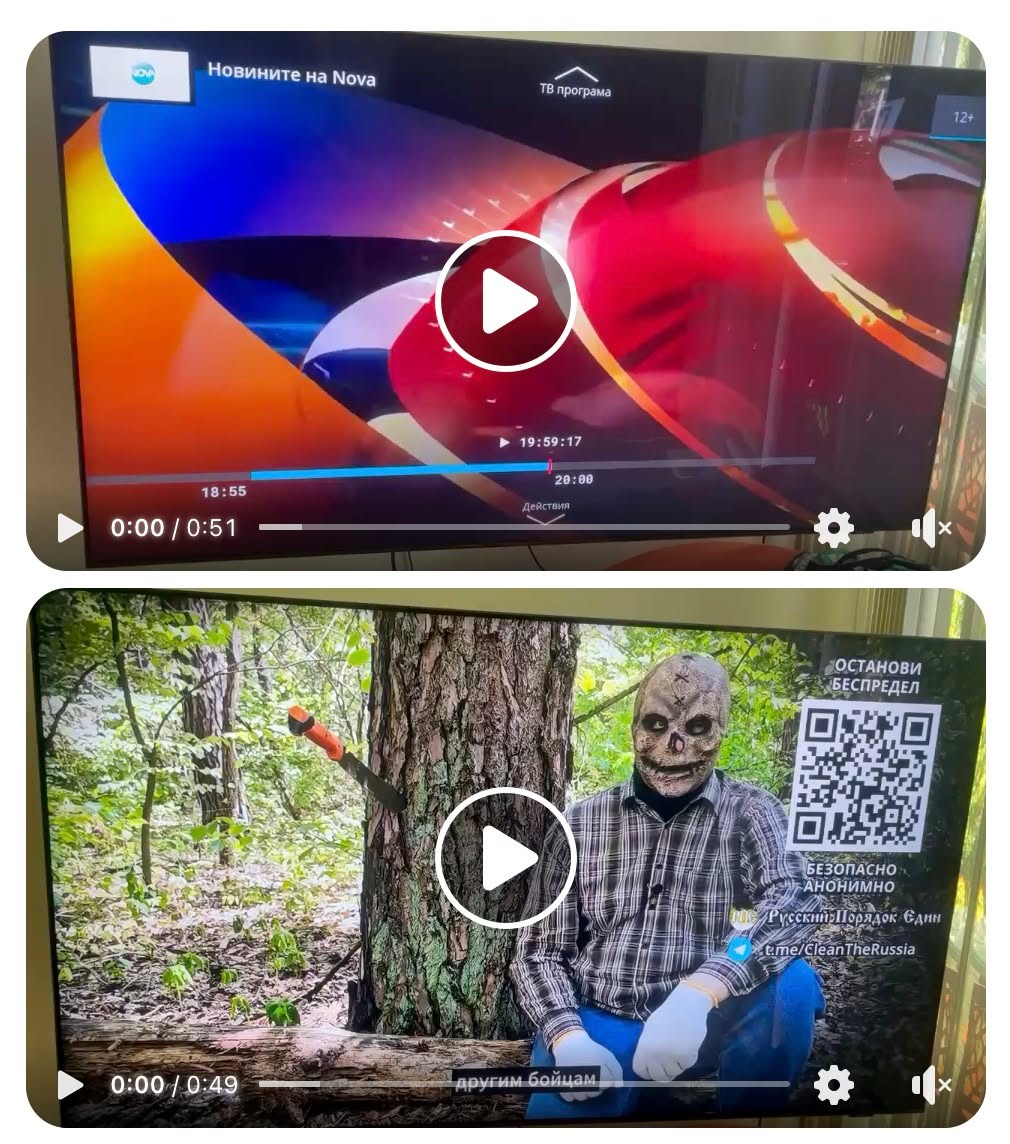 NOVA
Новините на Nova
ТВ програма
12+
19:59:17
18:55
20:00
Действия
0:00 / 0:51
ОСТАНОВИ
БЕСПРЕДЕЛ
БЕЗОПАСНО
АНОНИМНО
Русский Порядок Един
t.me/CleanTheRussia
другим бойцам
0:00 / 0:49